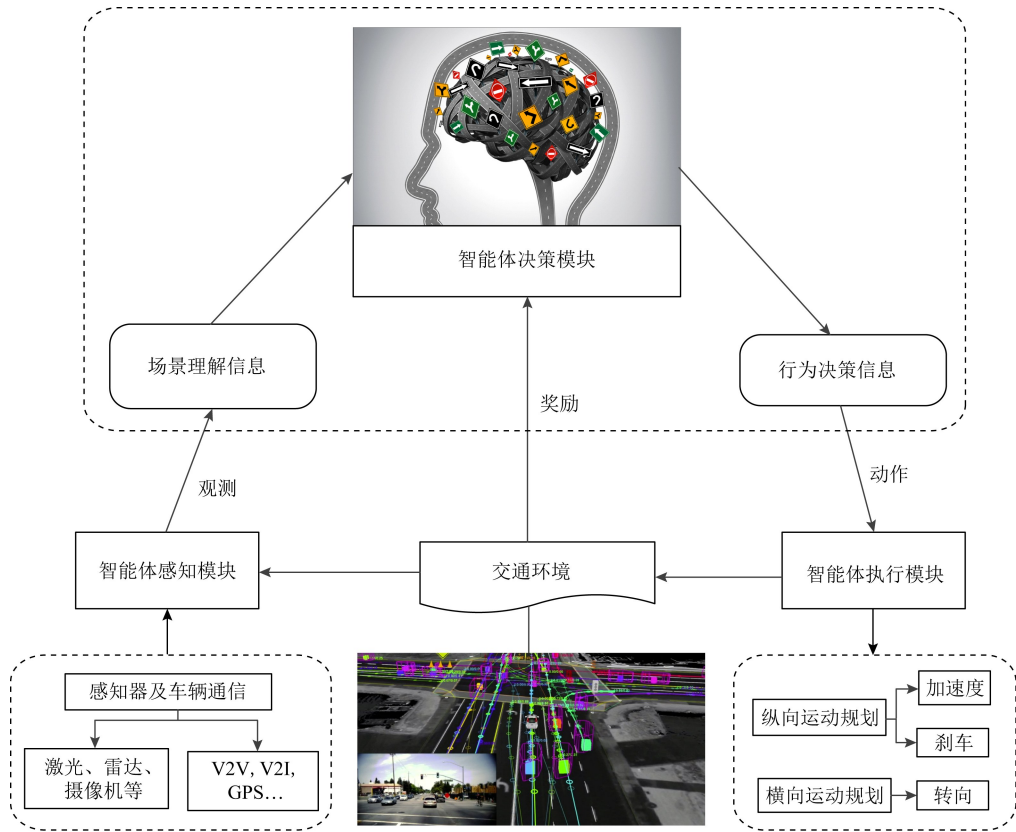 智能体决策模块
场景理解信息
行为决策信息
奖励
观测
动作
智能体感知模块
交通环境
智能体执行模块
感知器及车辆通信
激光、雷达、
摄像机等
V2V, V2I,
GPS…
纵向运动规划
加速度
刹车
横向运动规划
转向